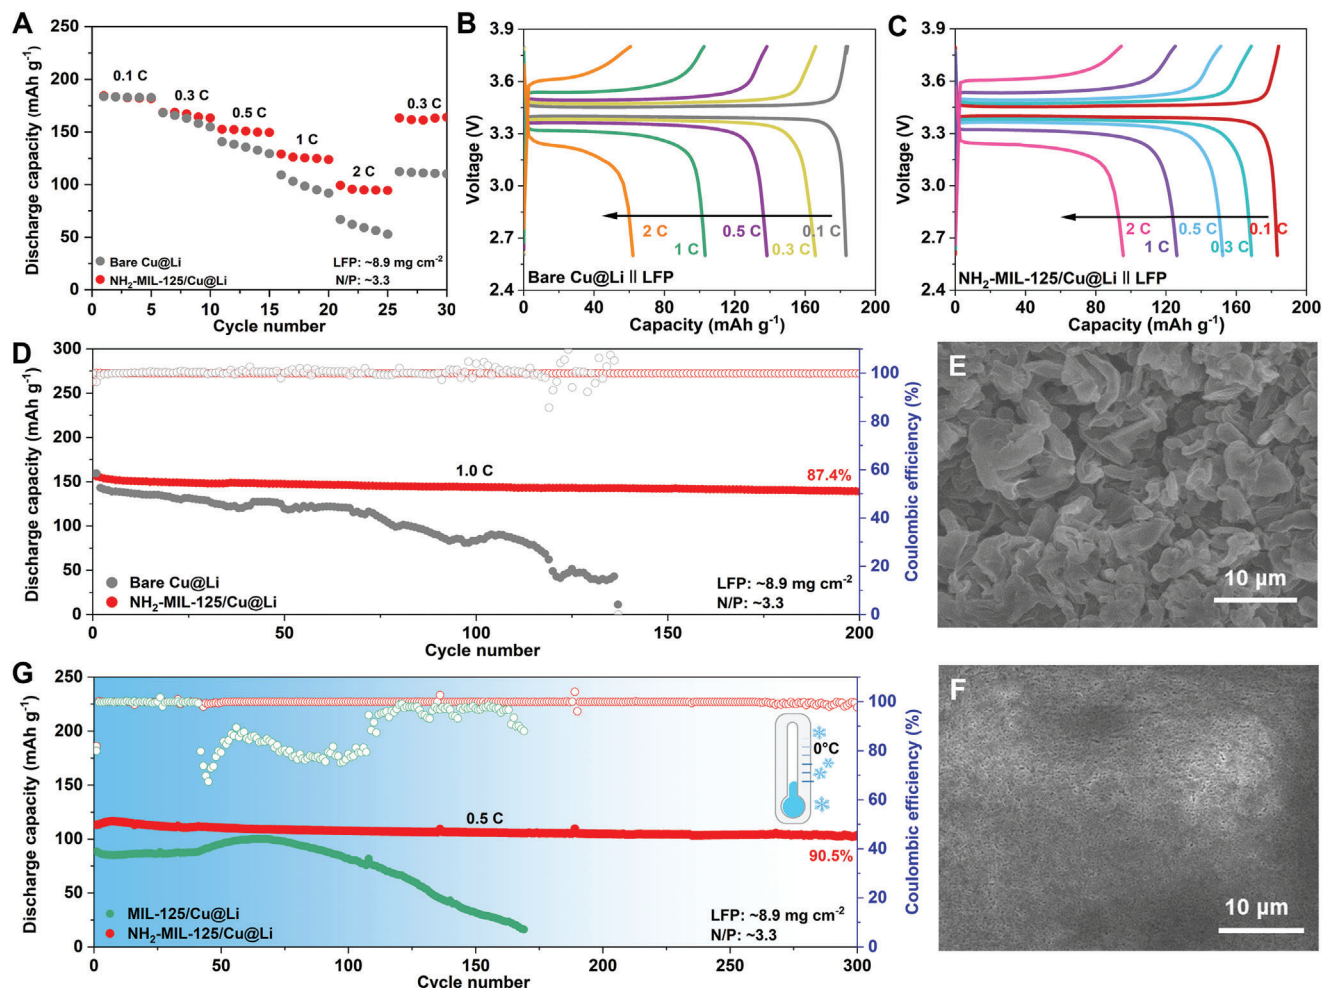 A
Discharge capacity (mAh g⁻¹)
250
200
150
100
50
0
0.1 C
0.3 C
0.5 C
1 C
2 C
0.3 C
Bare Cu@Li
NH₂-MIL-125/Cu@Li
LFP: ~8.9 mg cm⁻²
N/P: ~3.3
0 5 10 15 20 25 30
Cycle number
B
Voltage (V)
3.9
3.6
3.3
3.0
2.7
2.4
2 C
1 C
0.5 C
0.3 C
0.1 C
Bare Cu@Li || LFP
0 40 80 120 160 200
Capacity (mAh g⁻¹)
C
Voltage (V)
3.9
3.6
3.3
3.0
2.7
2.4
2 C
1 C
0.5 C
0.3 C
0.1 C
NH₂-MIL-125/Cu@Li || LFP
0 40 80 120 160 200
Capacity (mAh g⁻¹)
D
Discharge capacity (mAh g⁻¹)
300
250
200
150
100
50
0
1.0 C
87.4%
Bare Cu@Li
NH₂-MIL-125/Cu@Li
LFP: ~8.9 mg cm⁻²
N/P: ~3.3
100
80
60
40
20
0
Coulombic efficiency (%)
0 50 100 150 200
Cycle number
E
10 µm
G
Discharge capacity (mAh g⁻¹)
250
200
150
100
50
0
0°C
0.5 C
90.5%
MIL-125/Cu@Li
NH₂-MIL-125/Cu@Li
LFP: ~8.9 mg cm⁻²
N/P: ~3.3
100
80
60
40
20
0
Coulombic efficiency (%)
0 50 100 150 200 250 300
Cycle number
F
10 µm